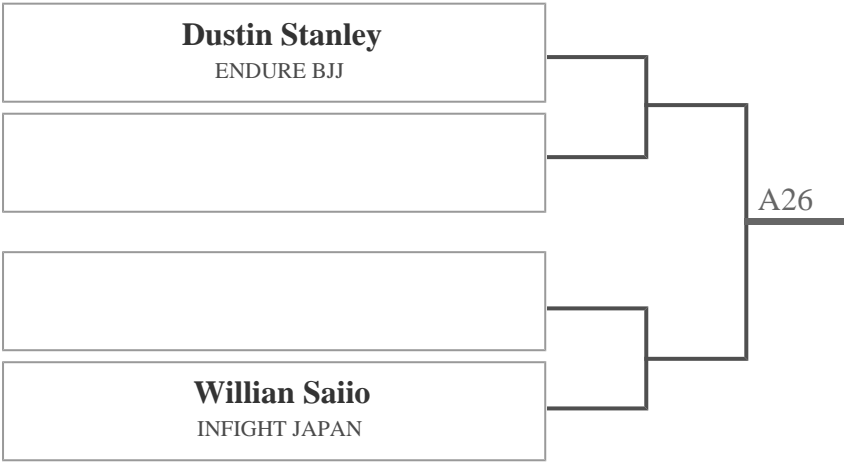 Dustin Stanley
ENDURE BJJ
A26
Willian Saiio
INFIGHT JAPAN